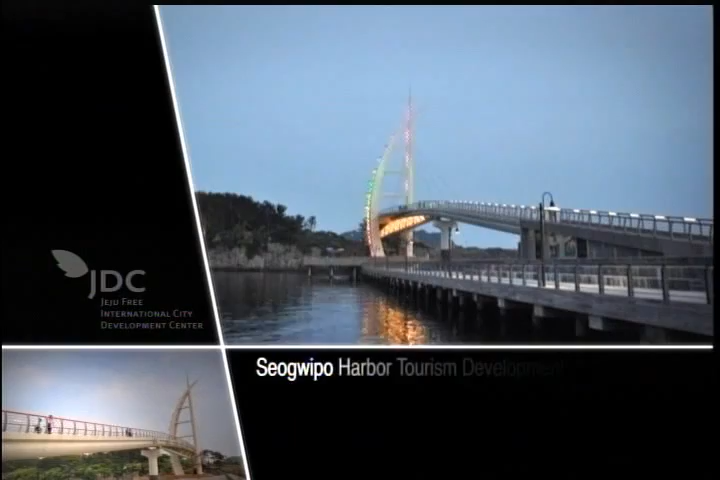 JDC
Jeju Free
International City
Development Center
Seogwipo Harbor Tourism Development